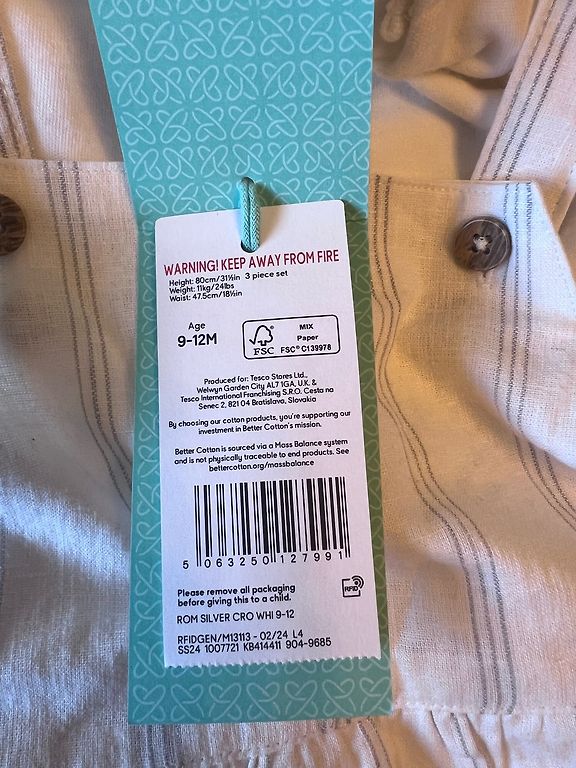 WARNING! KEEP AWAY FROM FIRE
Height: 80cm/31½in 3 piece set
Weight: 11kg/24lbs
Waist: 47.5cm/18½in
Age
9-12M
FSC
MIX
Paper
FSC® C139978
Produced for: Tesco Stores Ltd.,
Welwyn Garden City AL7 1GA, U.K. &
Tesco International Franchising S.R.O. Cesta na
Senec 2, 821 04 Bratislava, Slovakia
By choosing our cotton products, you're supporting our
investment in Better Cotton's mission.
Better Cotton is sourced via a Mass Balance system
and is not physically traceable to end products. See
bettercotton.org/massbalance
5 063250 127991
Please remove all packaging
before giving this to a child.
RFID
ROM SILVER CRO WHI 9-12
RFIDGEN/M13113 - 02/24 L4
SS24 1007721 KB414411 904-9685